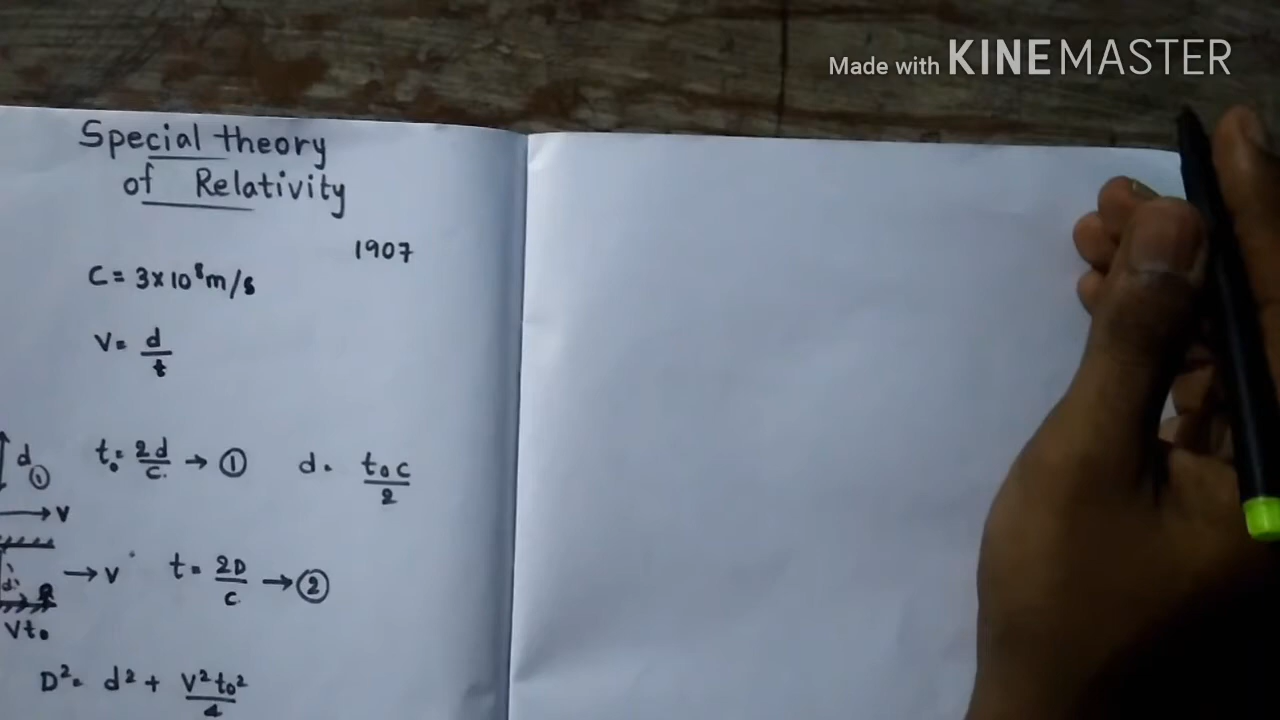 Made with KINEMASTER
Special theory
of Relativity
1907
C = 3×10⁸m/s
V = d/t
d ① t₀ = 2d/c. → ① d = t₀c/2
→ V
d → V t = 2D/c → ②
Vt₀
D² = d² + V²t₀²/4